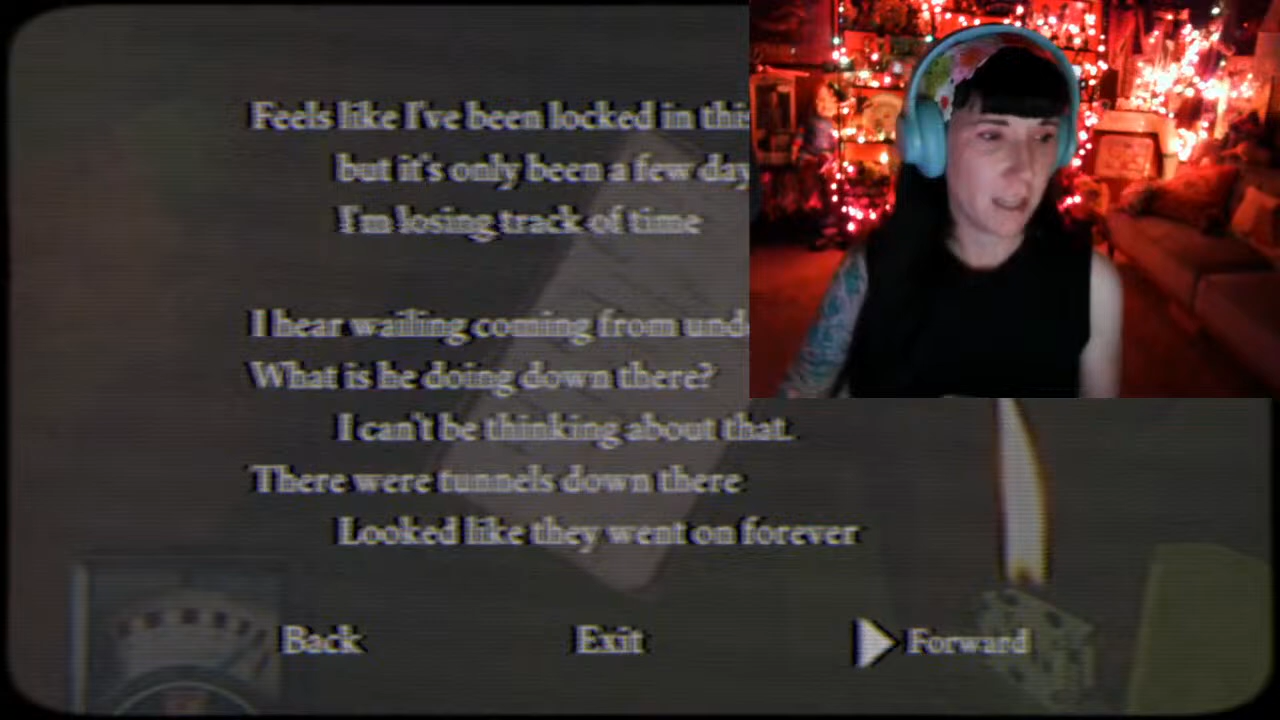 Feels like I've been locked in this
but it's only been a few day
I'm losing track of time
I hear wailing coming from und
What is he doing down there?
I can't be thinking about that.
There were tunnels down there
Looked like they went on forever
Back Exit Forward